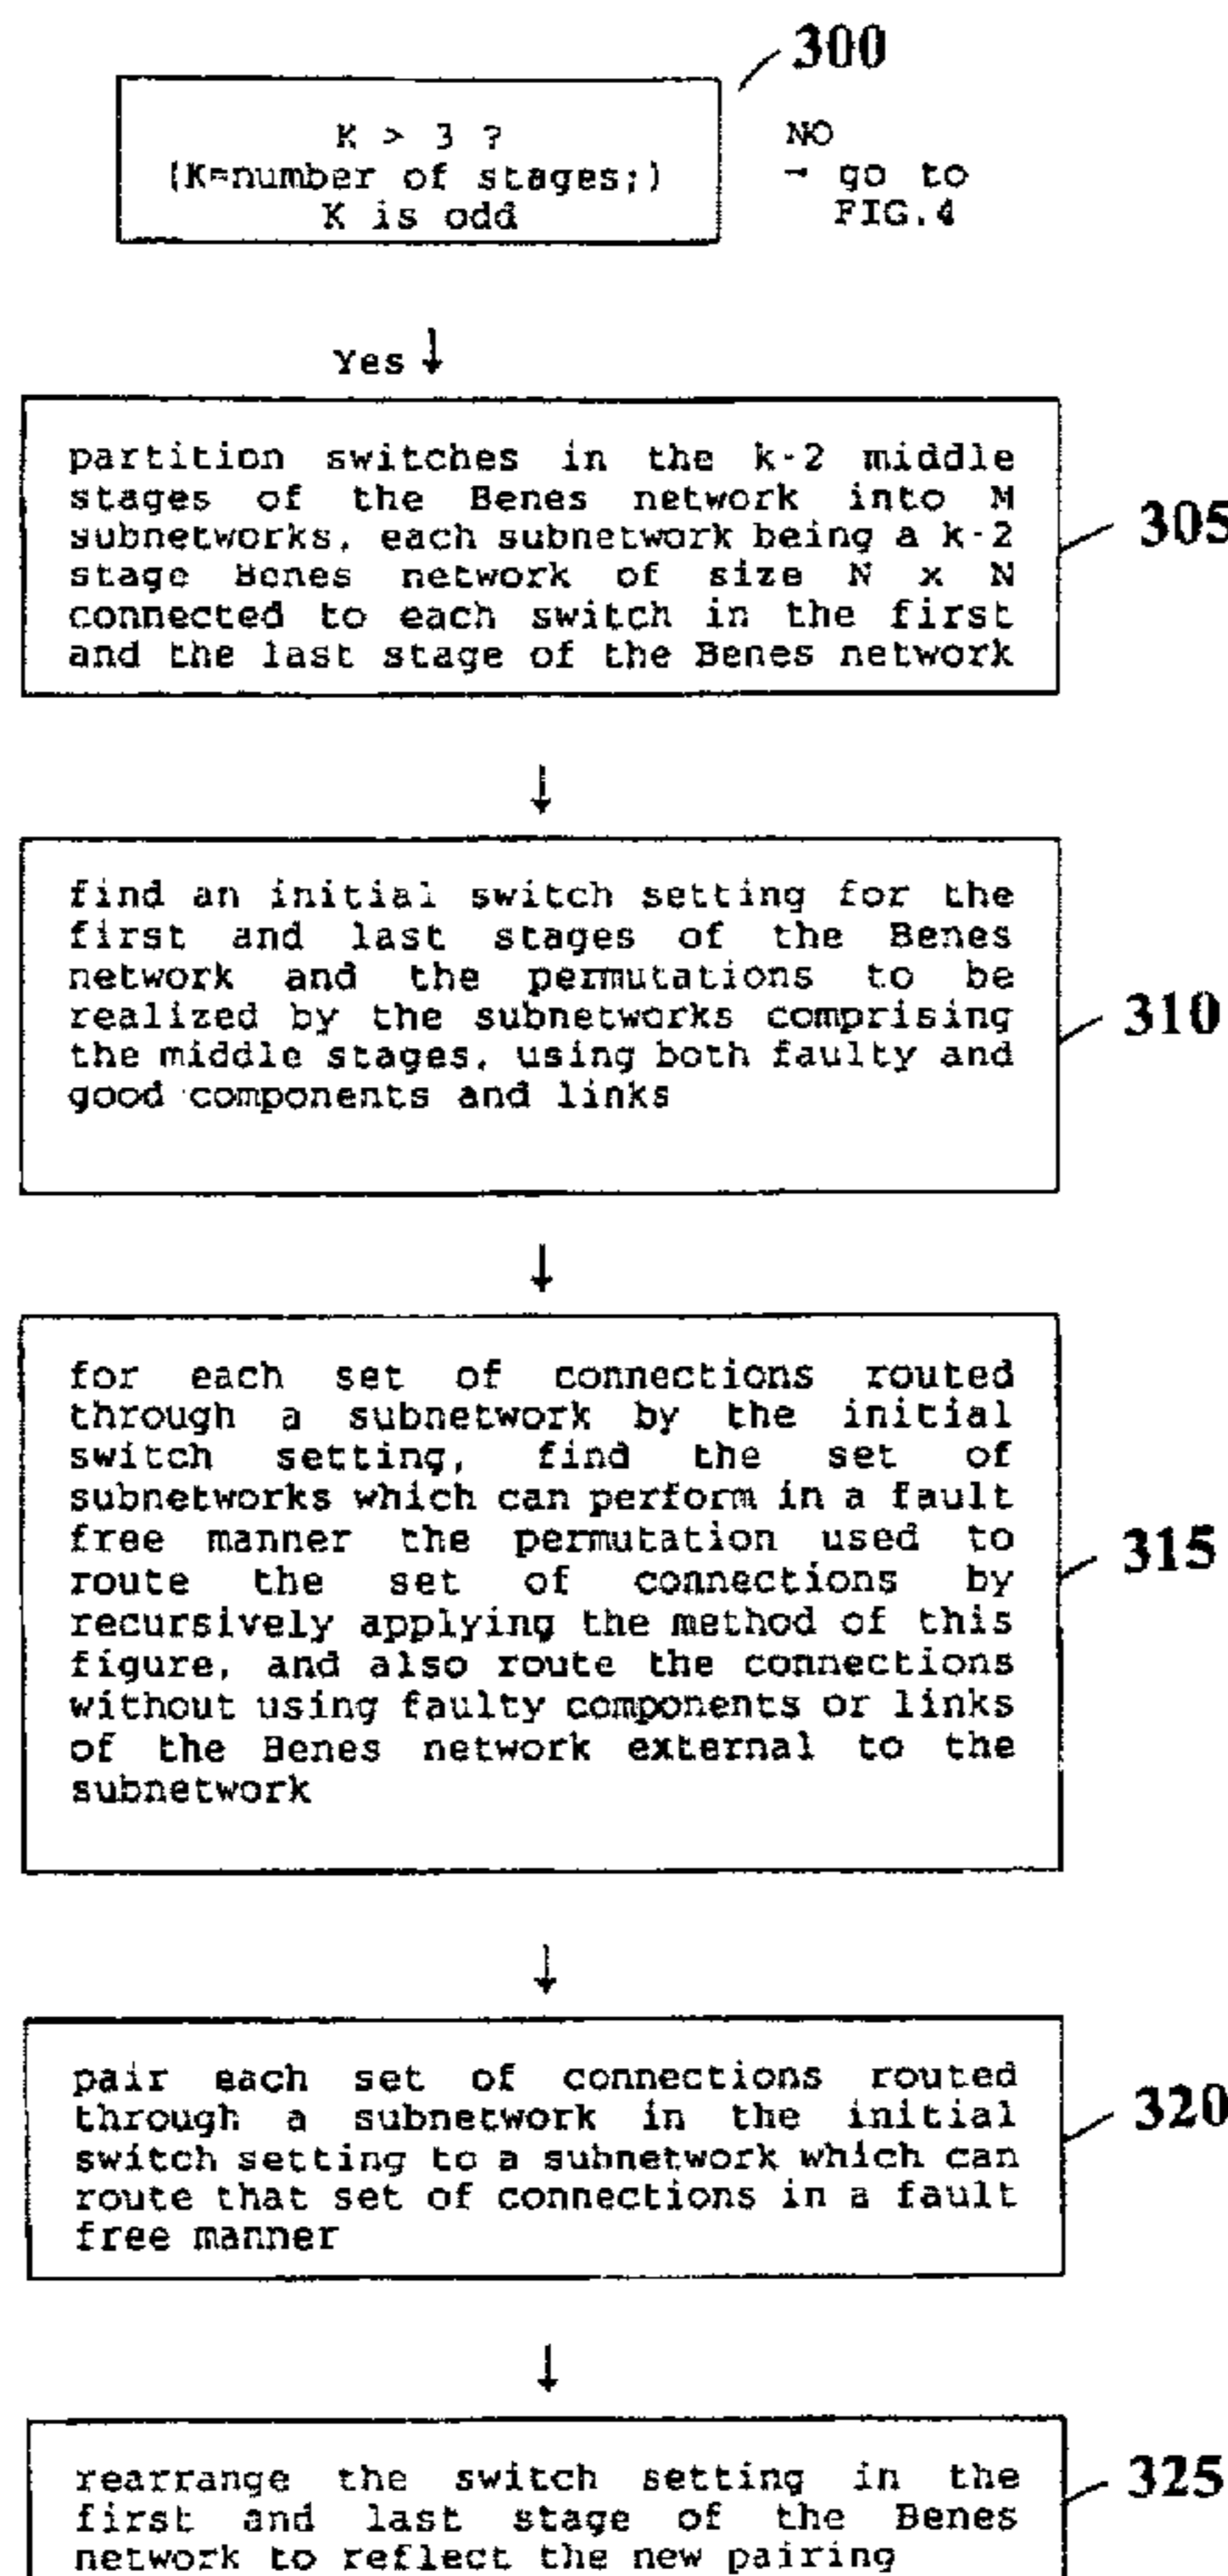 300
K > 3 ?
(K=number of stages;)
K is odd
NO
→ go to
FIG.4
Yes ↓
partition switches in the k-2 middle
stages of the Benes network into M
subnetworks, each subnetwork being a k-2
stage Benes network of size N x N
connected to each switch in the first
and the last stage of the Benes network
305
↓
find an initial switch setting for the
first and last stages of the Benes
network and the permutations to be
realized by the subnetworks comprising
the middle stages, using both faulty and
good components and links
310
↓
for each set of connections routed
through a subnetwork by the initial
switch setting, find the set of
subnetworks which can perform in a fault
free manner the permutation used to
route the set of connections by
recursively applying the method of this
figure, and also route the connections
without using faulty components or links
of the Benes network external to the
subnetwork
315
↓
pair each set of connections routed
through a subnetwork in the initial
switch setting to a subnetwork which can
route that set of connections in a fault
free manner
320
↓
rearrange the switch setting in the
first and last stage of the Benes
network to reflect the new pairing
325